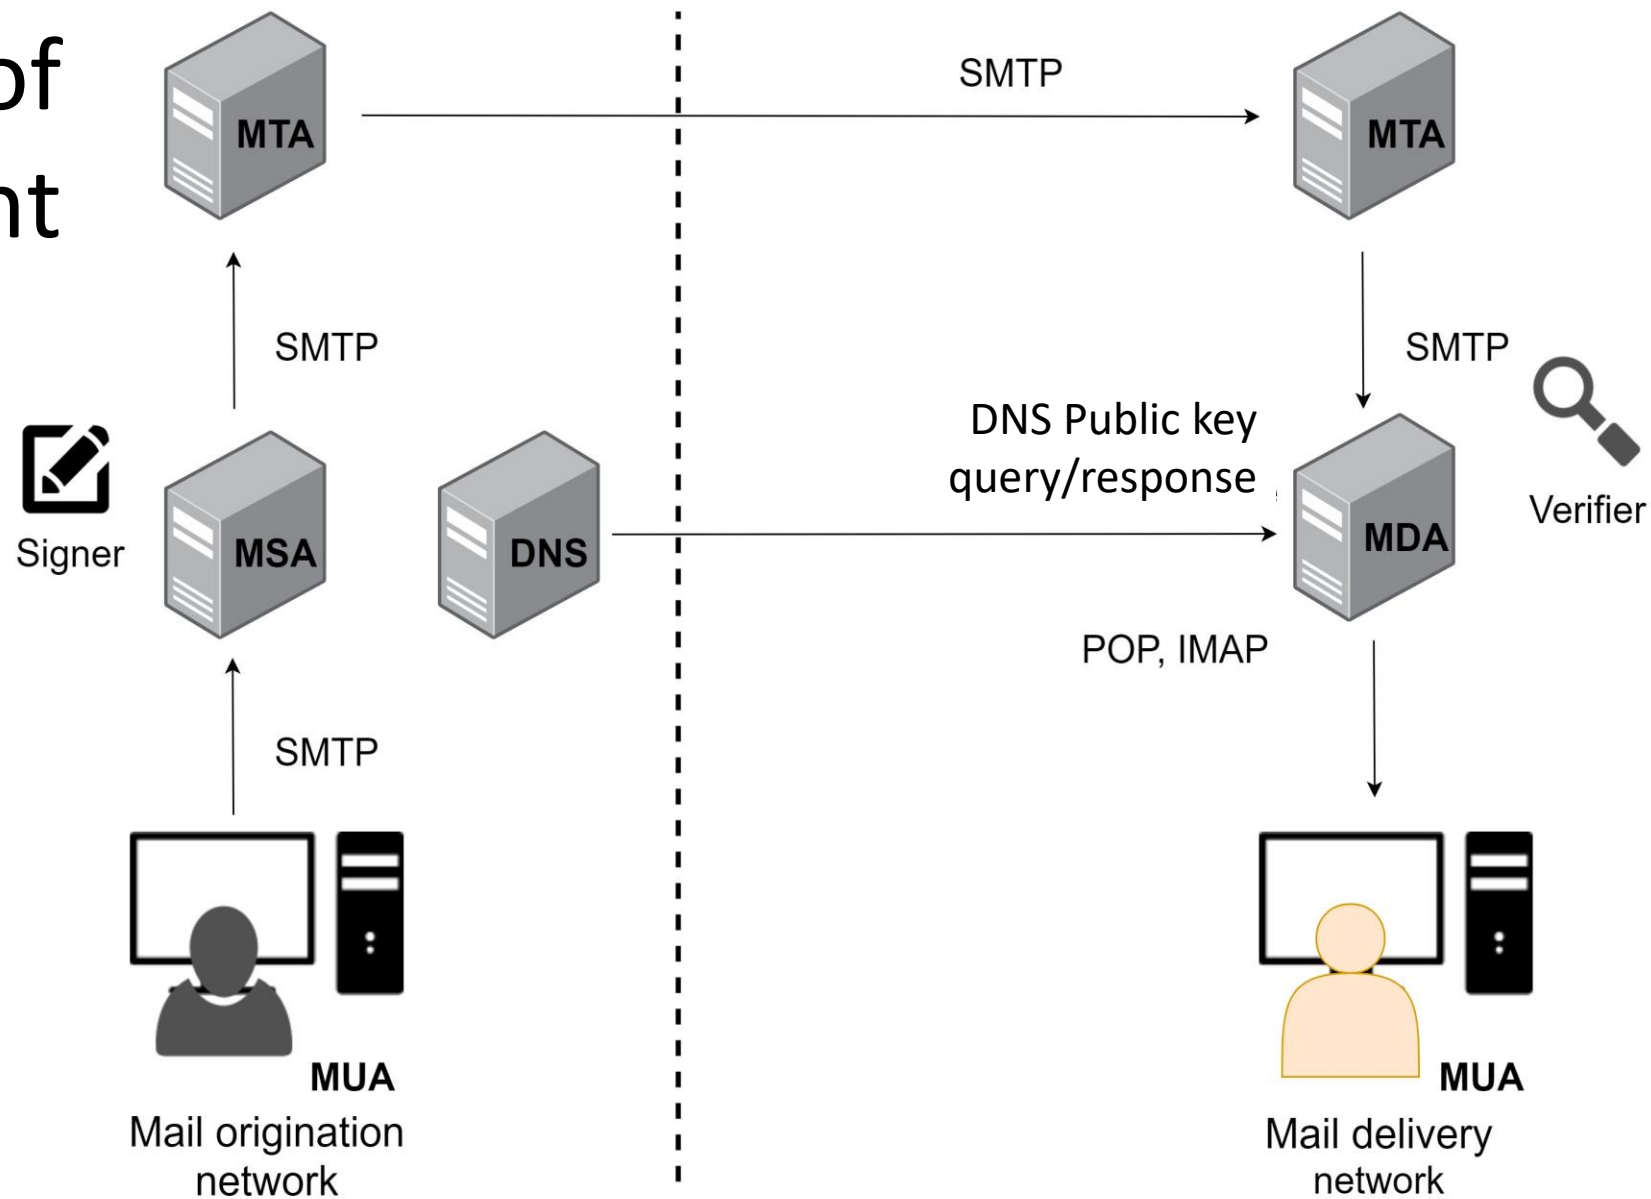 of
nt
MTA
SMTP
MTA
SMTP
SMTP
DNS Public key
query/response
Signer
MSA
DNS
MDA
Verifier
POP, IMAP
SMTP
MUA
Mail origination
network
MUA
Mail delivery
network